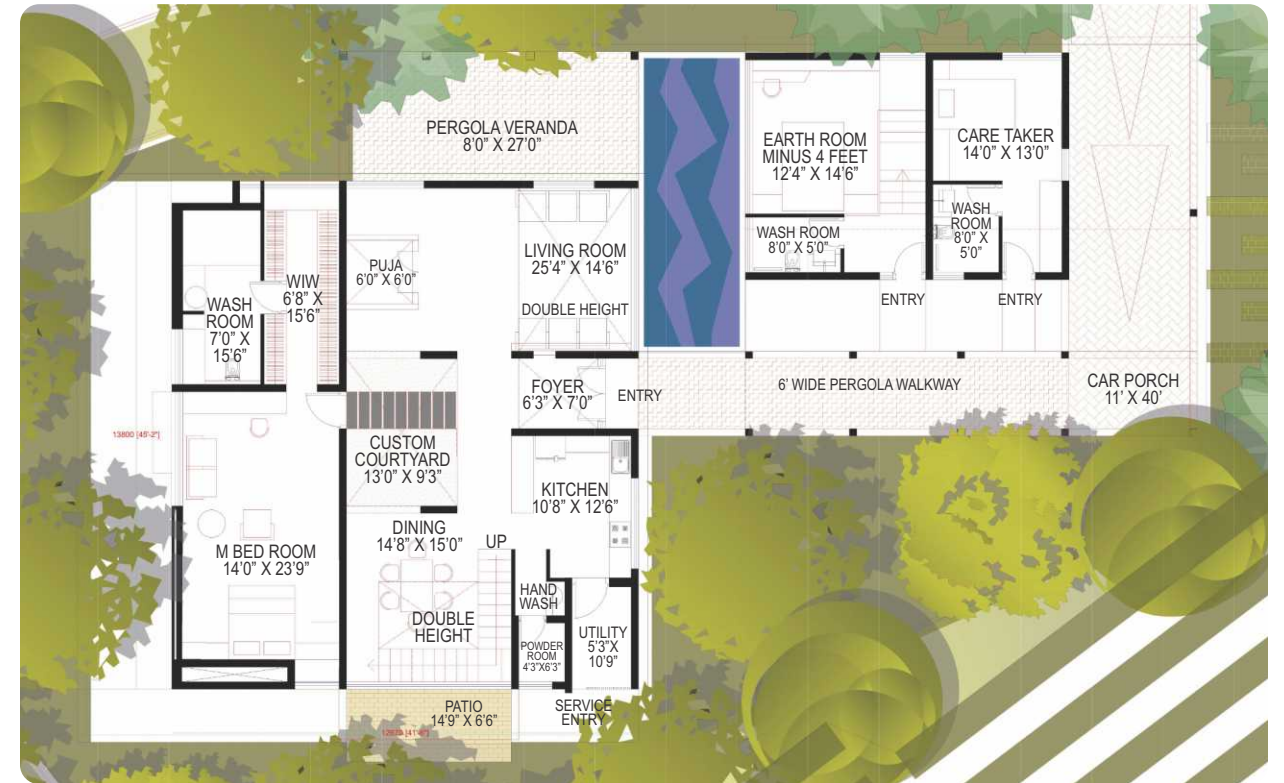 PERGOLA VERANDA
8'0” X 27'0”
EARTH ROOM
MINUS 4 FEET
12'4” X 14'6”
CARE TAKER
14'0” X 13'0”
WASH
ROOM
8'0” X
5'0”
WASH ROOM
8'0” X 5'0”
ENTRY
ENTRY
PUJA
6'0” X 6'0”
LIVING ROOM
25'4” X 14'6”
DOUBLE HEIGHT
WIW
6'8” X
15'6”
WASH
ROOM
7'0” X
15'6”
FOYER
6'3” X 7'0”
ENTRY
6' WIDE PERGOLA WALKWAY
CAR PORCH
11' X 40'
13800 [45'-2"]
CUSTOM
COURTYARD
13'0” X 9'3”
KITCHEN
10'8” X 12'6”
DINING
14'8” X 15'0”
UP
M BED ROOM
14'0” X 23'9”
DOUBLE
HEIGHT
HAND
WASH
POWDER
ROOM
4'3”X6'3”
UTILITY
5'3”X
10'9”
PATIO
14'9” X 6'6”
SERVICE
ENTRY